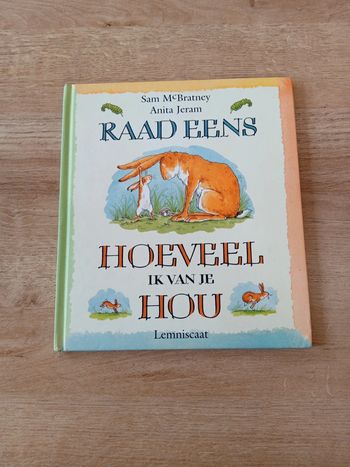 Sam McBratney
Anita Jeram
RAAD EENS
HOEVEEL
IK VAN JE
HOU
Lemniscaat